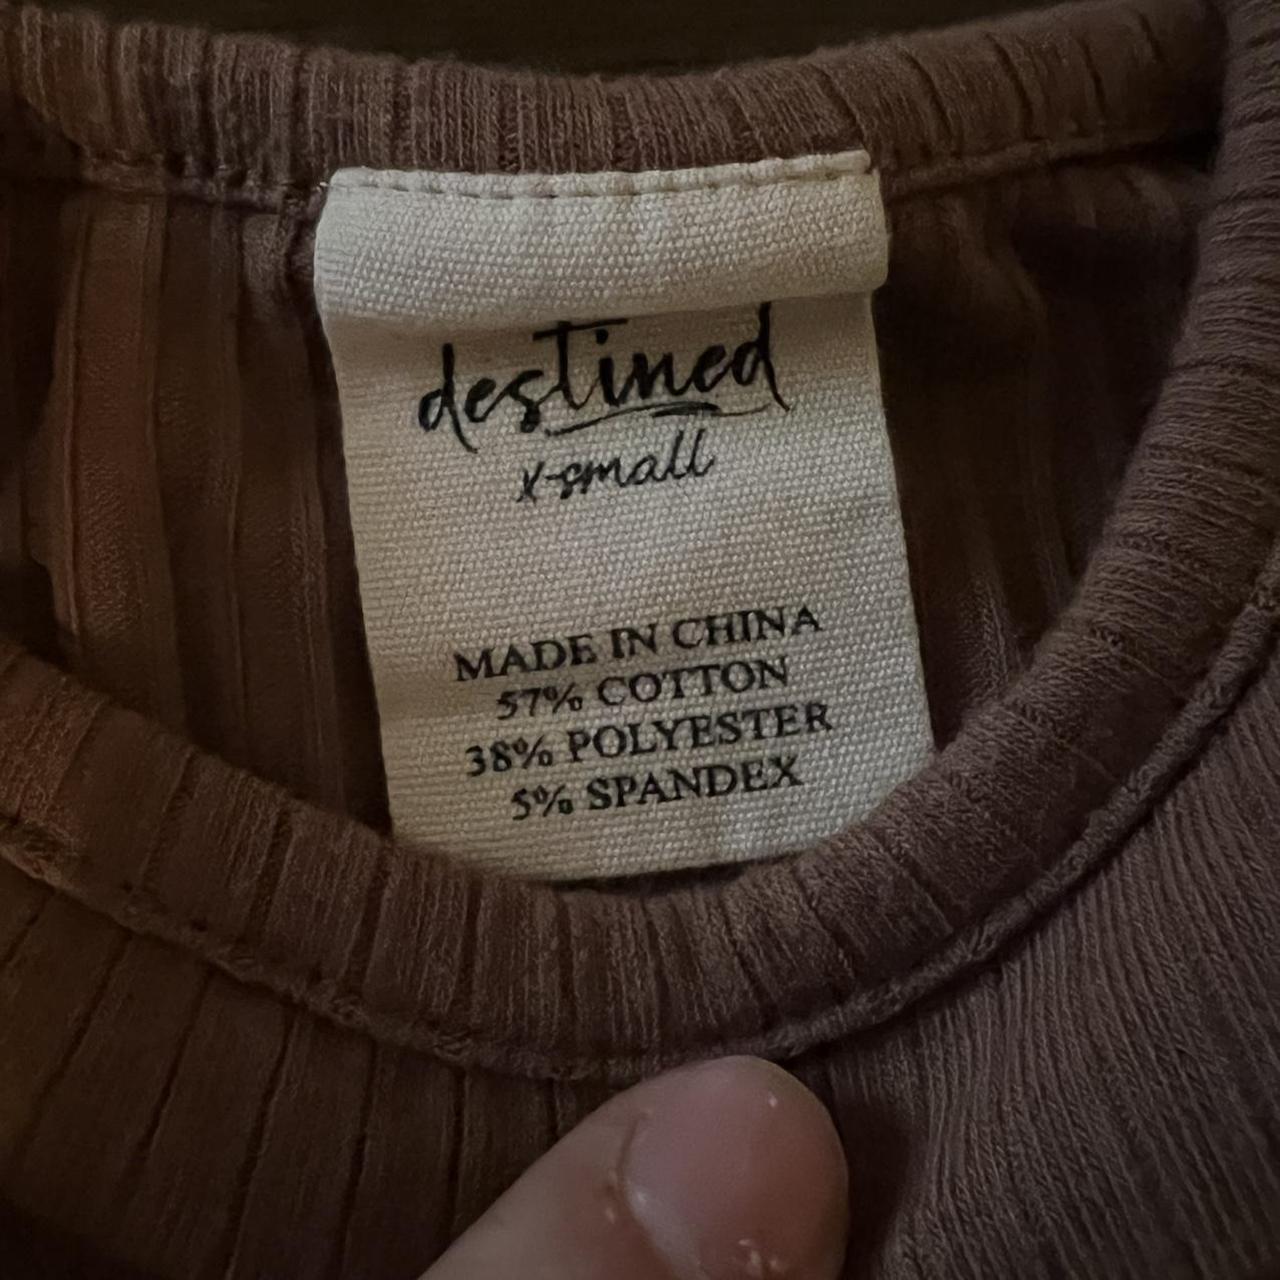 destined
x-small
MADE IN CHINA
57% COTTON
38% POLYESTER
5% SPANDEX